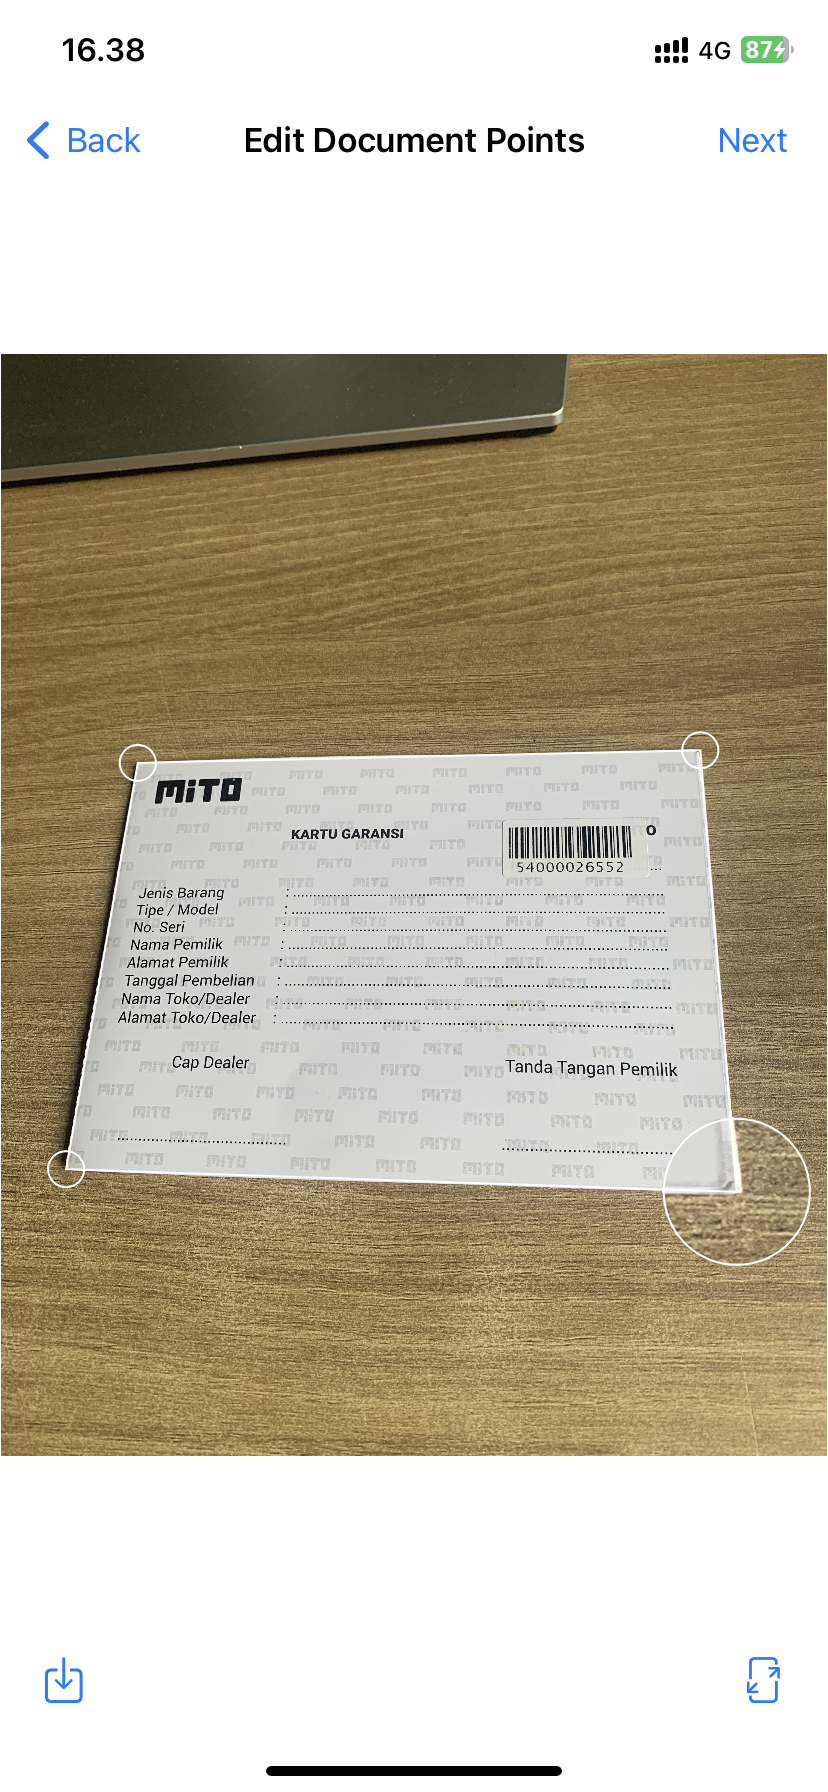 16.38
4G
87
Back
Edit Document Points
Next
MiTO
KARTU GARANSI
O
54000026552
Jenis Barang :
Tipe / Model :
No. Seri :
Nama Pemilik :
Alamat Pemilik :
Tanggal Pembelian :
Nama Toko/Dealer :
Alamat Toko/Dealer :
Cap Dealer
Tanda Tangan Pemilik